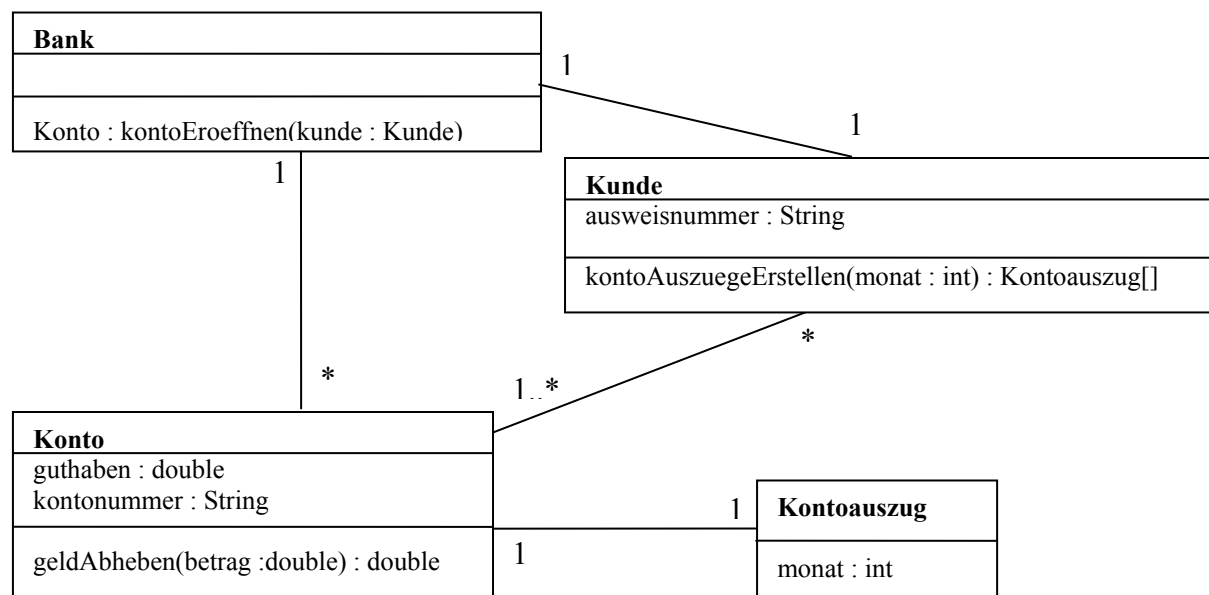 Bank
Konto : kontoEroeffnen(kunde : Kunde)
1
1
1
Kunde
ausweisnummer : String
kontoAuszuegeErstellen(monat : int) : Kontoauszug[]
*
*
1..*
Konto
guthaben : double
kontonummer : String
geldAbheben(betrag :double) : double
1
1
Kontoauszug
monat : int